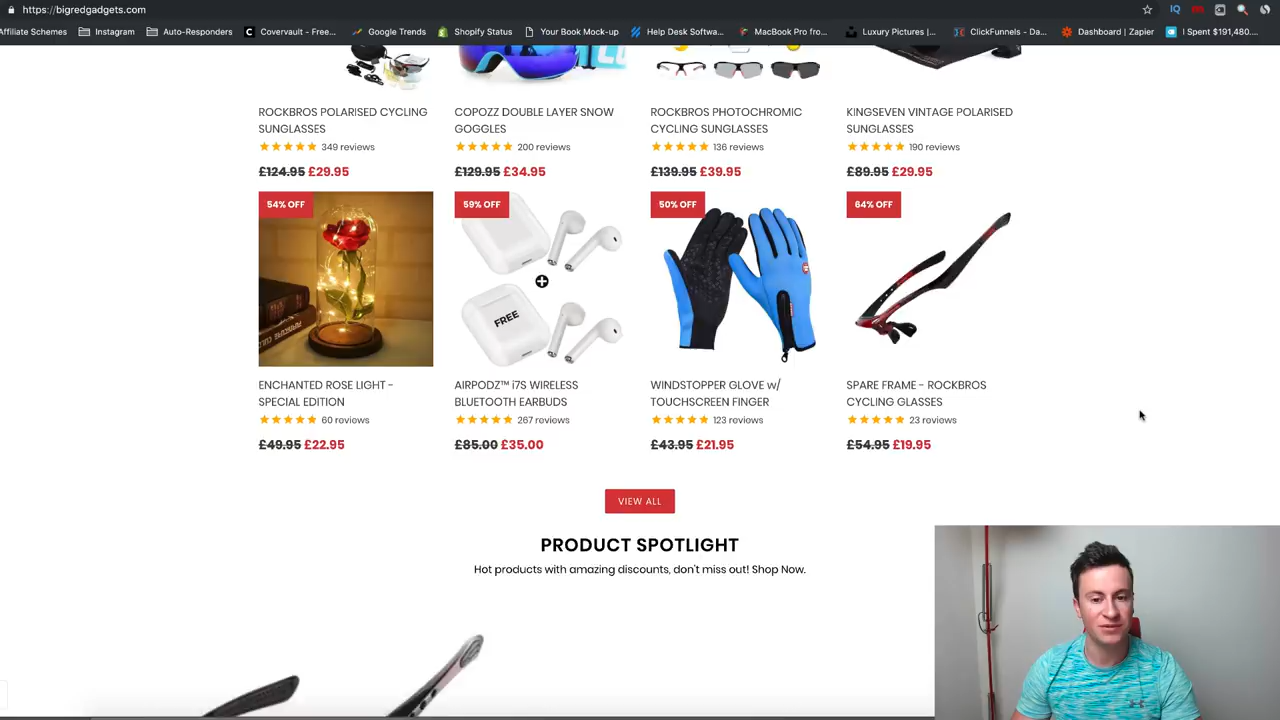 https://bigredgadgets.com
Affiliate Schemes
Instagram
Auto-Responders
Covervault - Free...
Google Trends
Shopify Status
Your Book Mock-up
Help Desk Softwa...
MacBook Pro fro...
Luxury Pictures |...
ClickFunnels - Da...
Dashboard | Zapier
I Spent $191,480....
ROCKBROS POLARISED CYCLING
SUNGLASSES
349 reviews
£124.95 £29.95
COPOZZ DOUBLE LAYER SNOW
GOGGLES
200 reviews
£129.95 £34.95
ROCKBROS PHOTOCHROMIC
CYCLING SUNGLASSES
136 reviews
£139.95 £39.95
KINGSEVEN VINTAGE POLARISED
SUNGLASSES
190 reviews
£89.95 £29.95
54% OFF
ENCHANTED ROSE LIGHT -
SPECIAL EDITION
60 reviews
£49.95 £22.95
59% OFF
FREE
AIRPODZ™ i7S WIRELESS
BLUETOOTH EARBUDS
267 reviews
£85.00 £35.00
50% OFF
WINDSTOPPER GLOVE w/
TOUCHSCREEN FINGER
123 reviews
£43.95 £21.95
64% OFF
SPARE FRAME - ROCKBROS
CYCLING GLASSES
23 reviews
£54.95 £19.95
VIEW ALL
PRODUCT SPOTLIGHT
Hot products with amazing discounts, don't miss out! Shop Now.